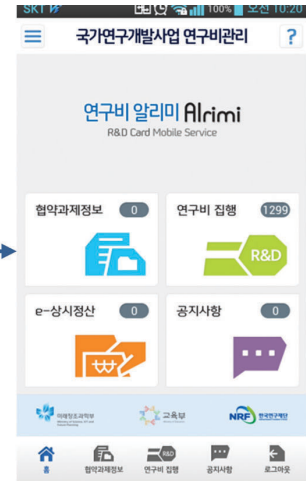 SKT
100%
오전 10:20
국가연구개발사업 연구비관리
?
연구비 알리미 Alrimi
R&D Card Mobile Service
협약과제정보 0
연구비 집행 1299
R&D
e-상시정산 0
공지사항 0
미래창조과학부
교육부
NRF 한국연구재단
R&D
홈
협약과제정보
연구비 집행
공지사항
로그아웃